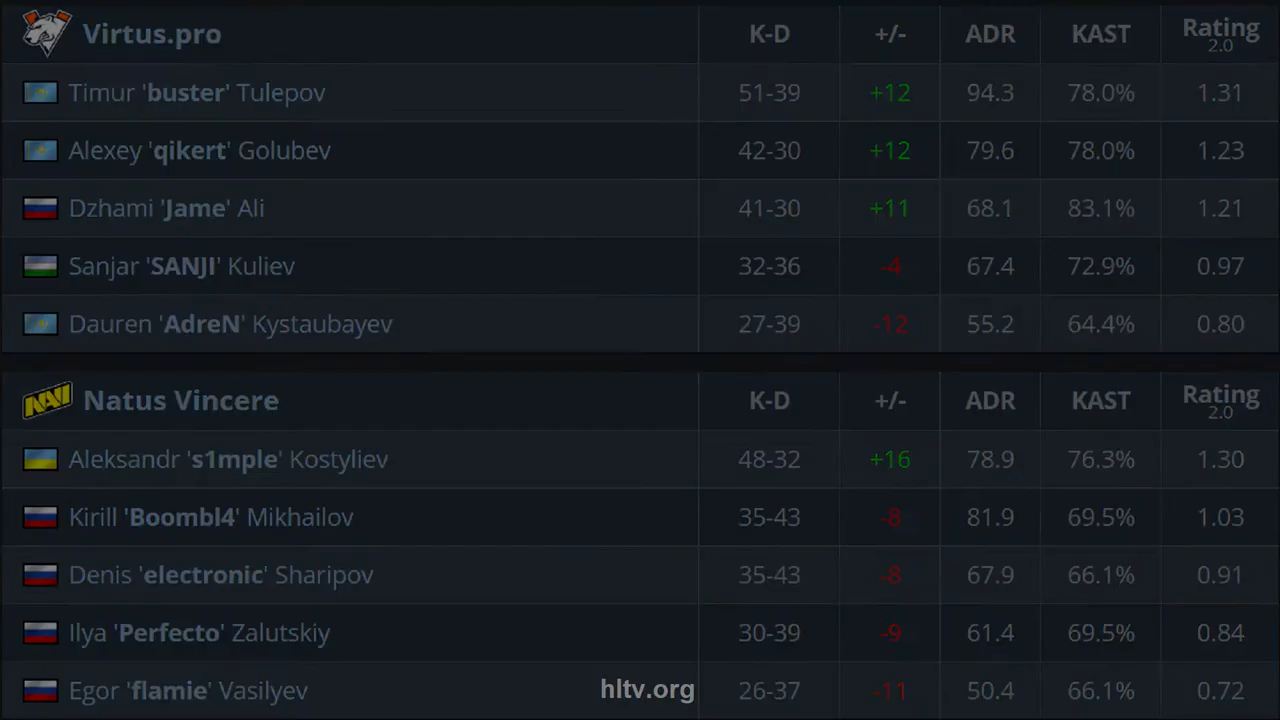 Virtus.pro K-D +/- ADR KAST Rating 2.0
Timur 'buster' Tulepov 51-39 +12 94.3 78.0% 1.31
Alexey 'qikert' Golubev 42-30 +12 79.6 78.0% 1.23
Dzhami 'Jame' Ali 41-30 +11 68.1 83.1% 1.21
Sanjar 'SANJI' Kuliev 32-36 -4 67.4 72.9% 0.97
Dauren 'AdreN' Kystaubayev 27-39 -12 55.2 64.4% 0.80
NAVI Natus Vincere K-D +/- ADR KAST Rating 2.0
Aleksandr 's1mple' Kostyliev 48-32 +16 78.9 76.3% 1.30
Kirill 'Boombl4' Mikhailov 35-43 -8 81.9 69.5% 1.03
Denis 'electronic' Sharipov 35-43 -8 67.9 66.1% 0.91
Ilya 'Perfecto' Zalutskiy 30-39 -9 61.4 69.5% 0.84
Egor 'flamie' Vasilyev hltv.org 26-37 -11 50.4 66.1% 0.72